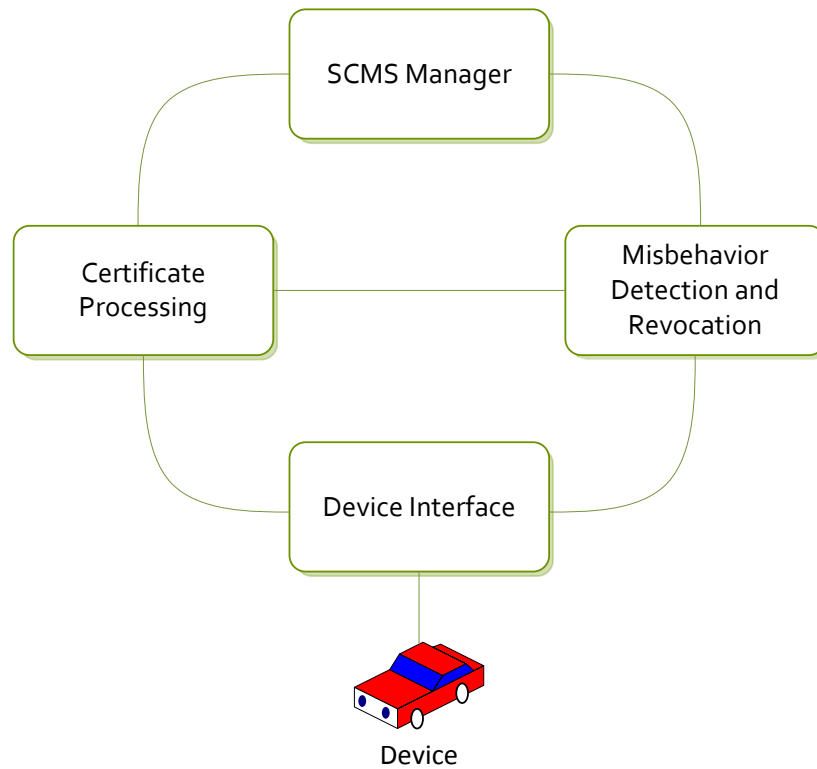 SCMS Manager
Certificate
Processing
Misbehavior
Detection and
Revocation
Device Interface
Device